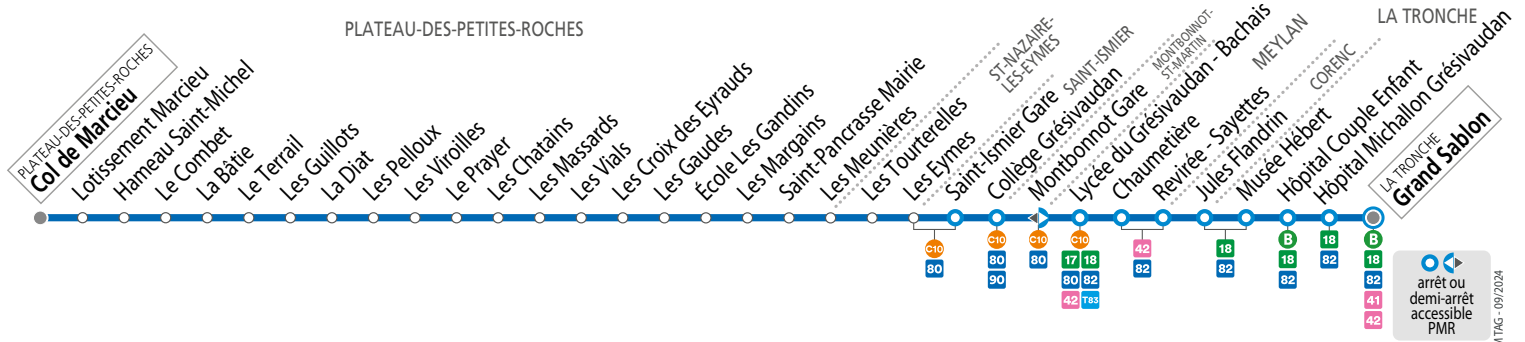 PLATEAU-DES-PETITES-ROCHES
LA TRONCHE
ST-NAZAIRE-
LES-EYMES
SAINT-ISMIER
MONTBONNOT-
ST-MARTIN
MEYLAN
CORENC
PLATEAU-DES-PETITES-ROCHES
Col de Marcieu
Lotissement Marcieu
Hameau Saint-Michel
Le Combet
La Bâtie
Le Terrail
Les Guillots
La Diat
Les Pelloux
Les Viroilles
Le Prayer
Les Chatains
Les Massards
Les Vials
Les Croix des Eyrauds
Les Gaudes
École Les Gandins
Les Margains
Saint-Pancrasse Mairie
Les Meunières
Les Tourterelles
Les Eymes
Saint-Ismier Gare
Collège Grésivaudan
Montbonnot Gare
Lycée du Grésivaudan - Bachais
Chaumetière
Revirée - Sayettes
Jules Flandrin
Musée Hébert
Hôpital Couple Enfant
Hôpital Michallon Grésivaudan
LA TRONCHE
Grand Sablon
C10
80
C10
80
90
C10
80
C10
17 18
80 82
42 T83
42
82
18
82
B
18
82
18
82
B
18
82
41
42
arrêt ou
demi-arrêt
accessible
PMR
TAG - 09/2024